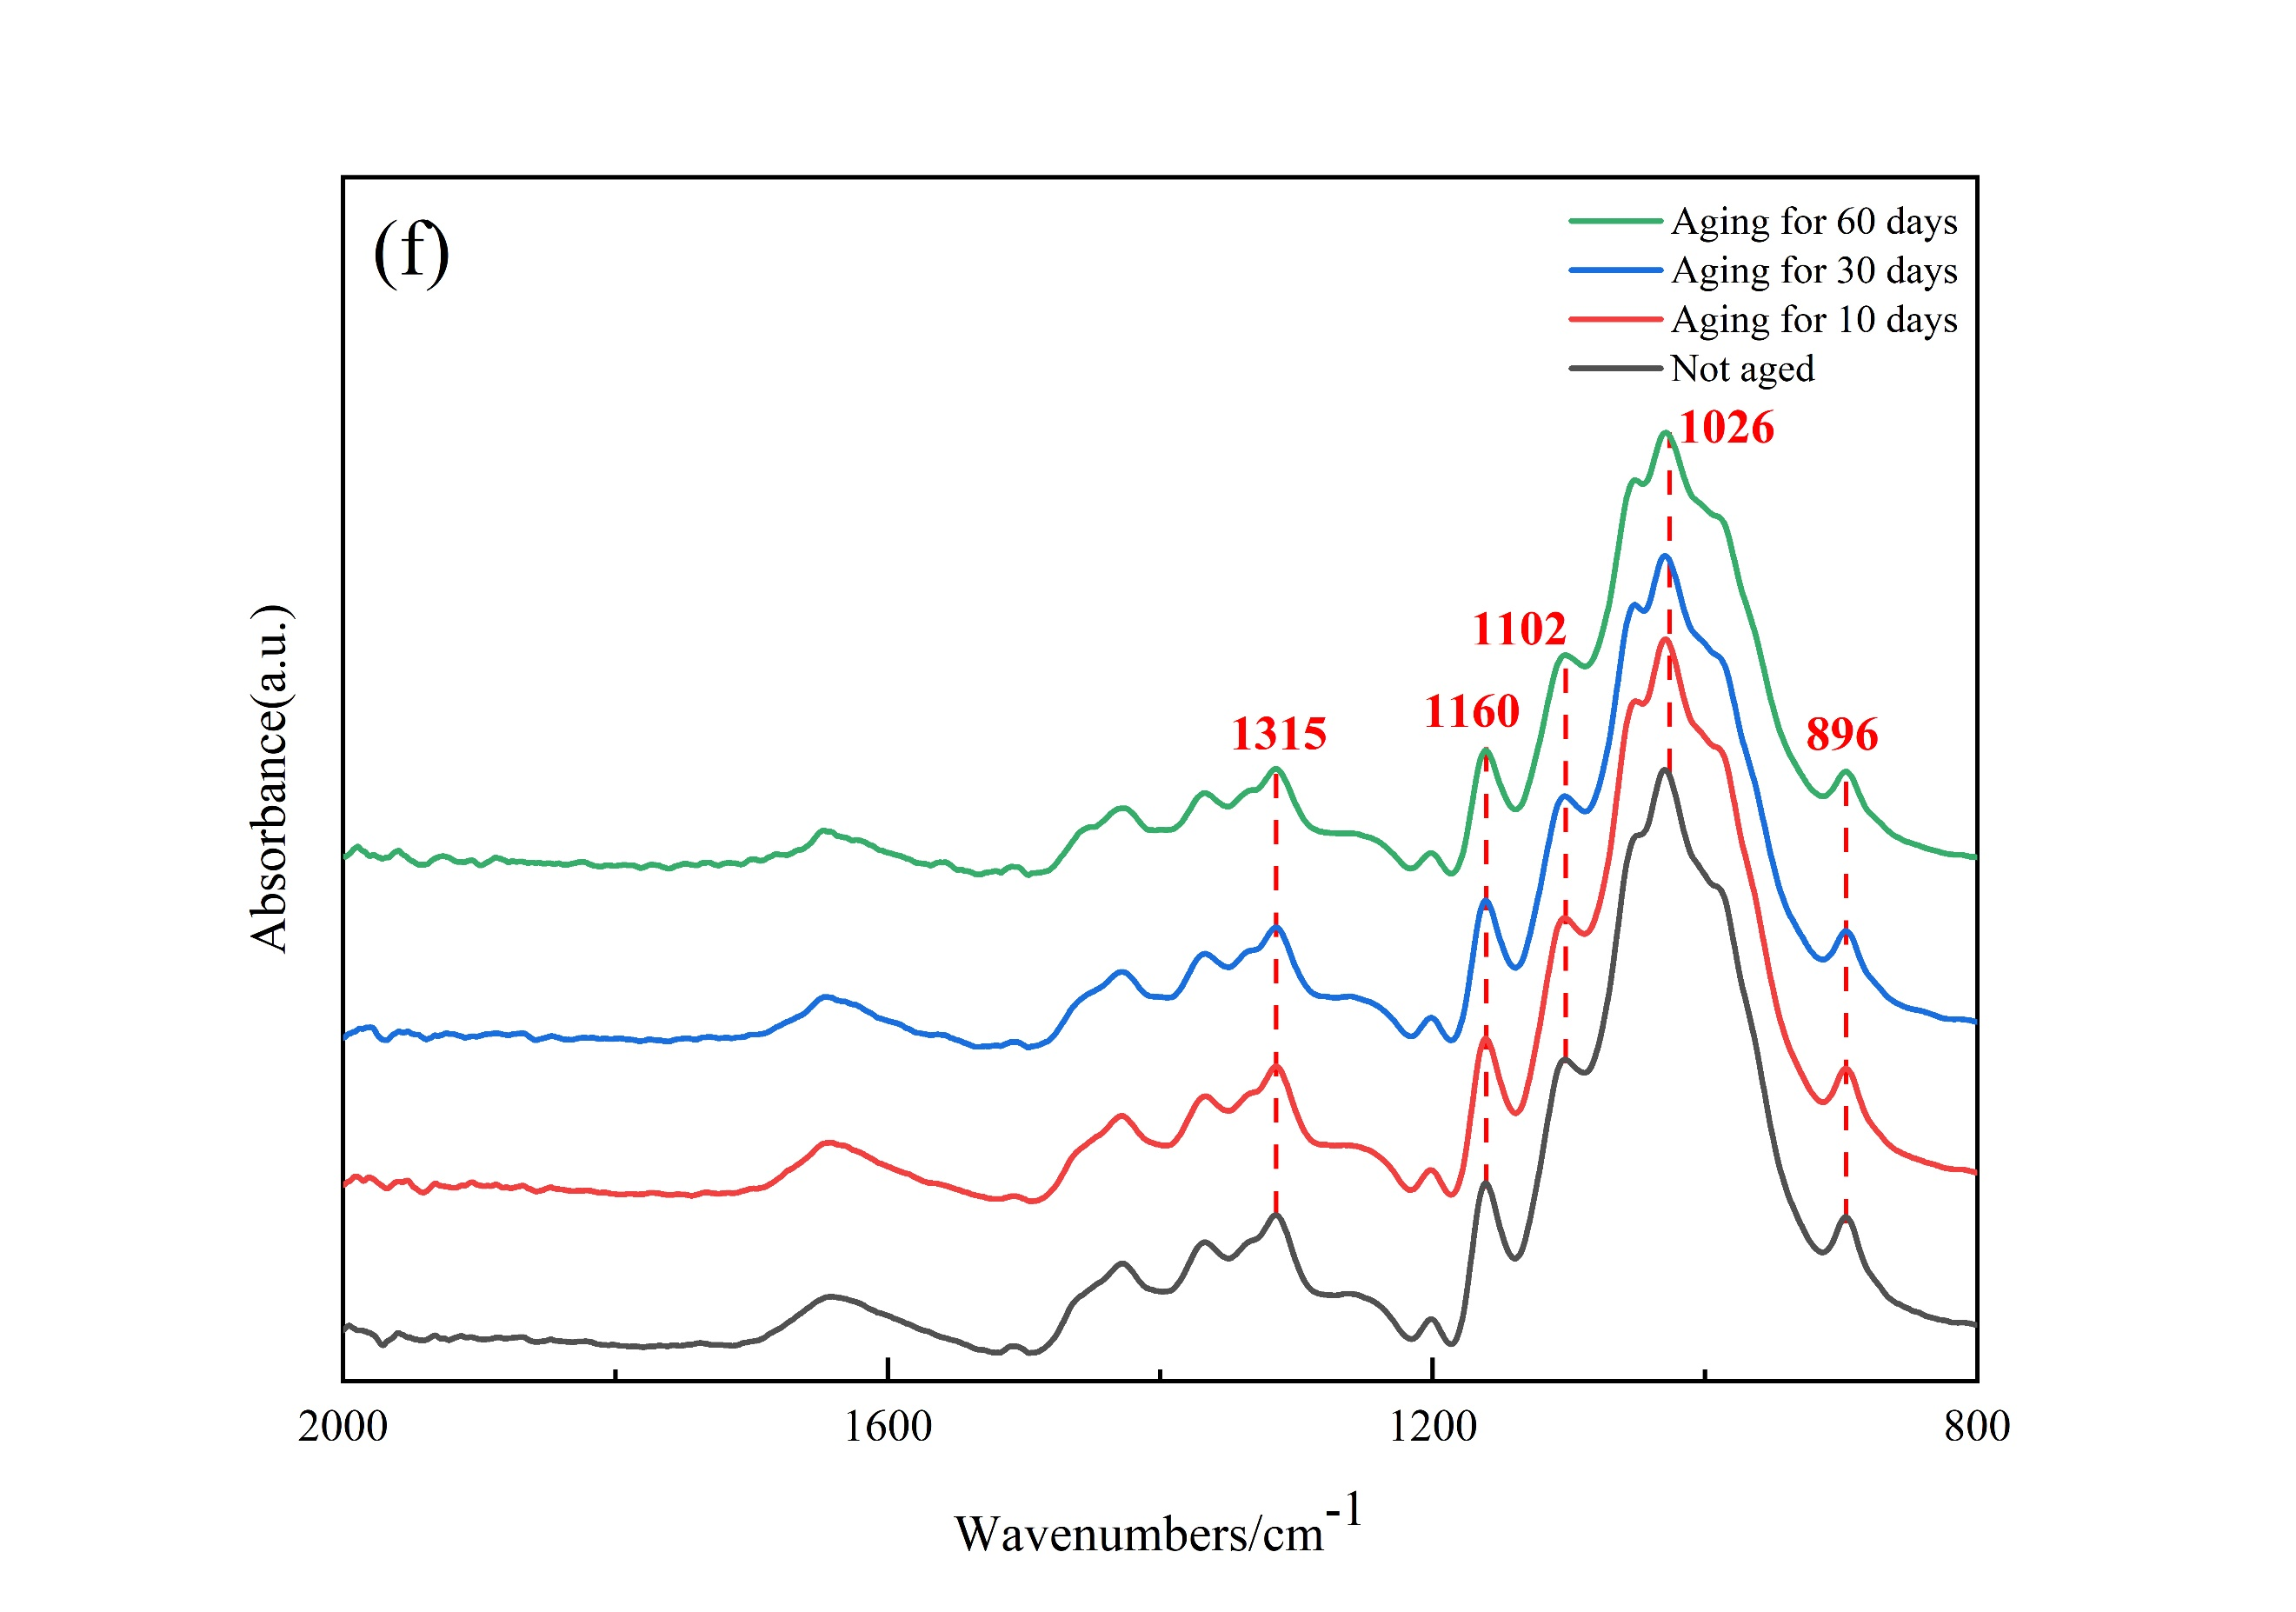 (f)
Aging for 60 days
Aging for 30 days
Aging for 10 days
Not aged
1026
1102
1160
1315
896
Absorbance(a.u.)
2000
1600
1200
800
Wavenumbers/cm-1